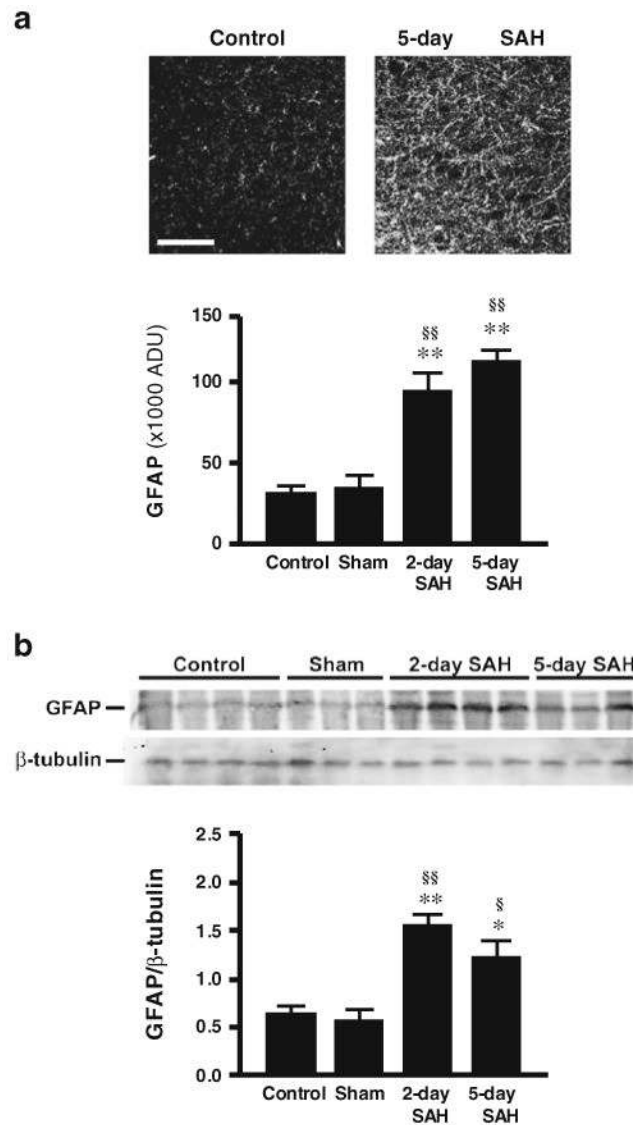 a
Control 5-day SAH
150
§§
§§ **
**
100
50
0
GFAP (x1000 ADU)
Control Sham 2-day 5-day
SAH SAH
b
Control Sham 2-day SAH 5-day SAH
GFAP
β-tubulin
2.5
2.0
§§
** §
*
1.5
1.0
0.5
0.0
GFAP/β-tubulin
Control Sham 2-day 5-day
SAH SAH